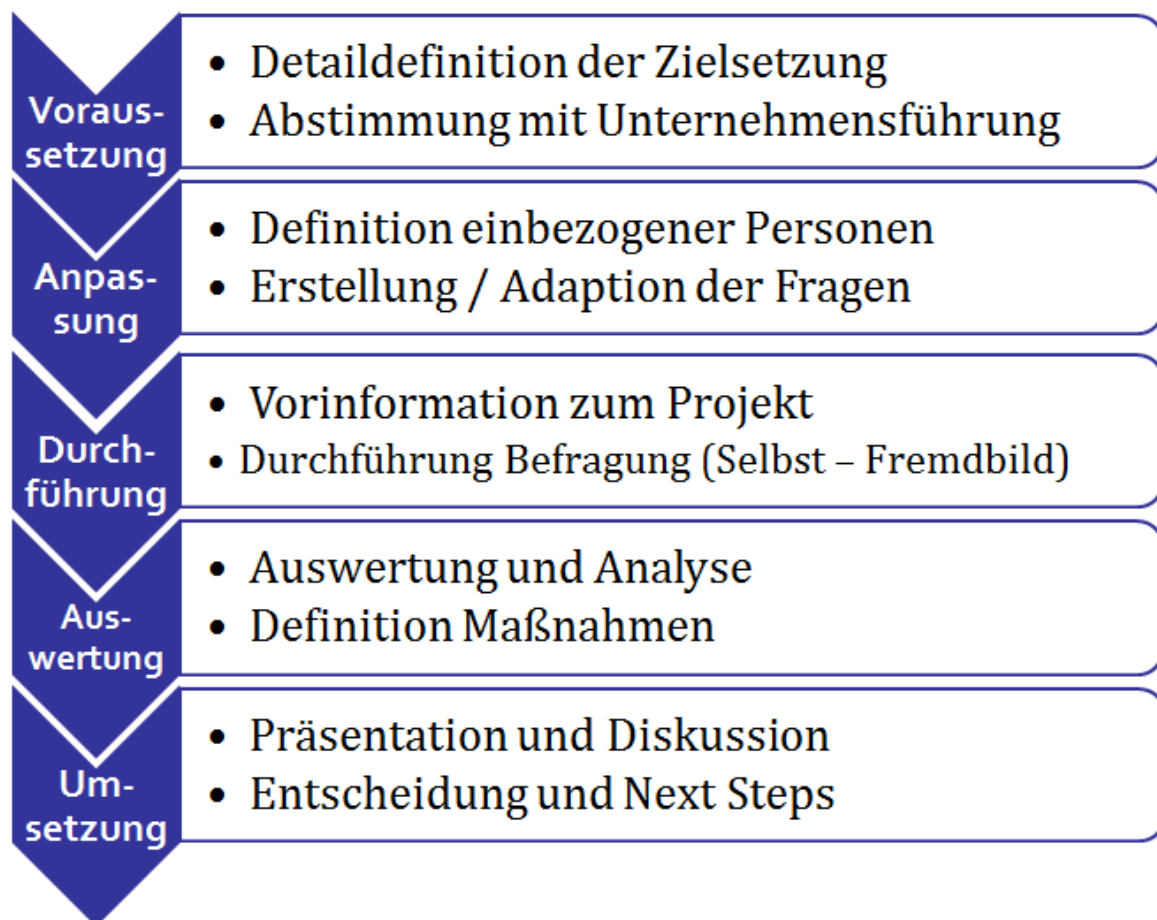 Voraus-
setzung
• Detaildefinition der Zielsetzung
• Abstimmung mit Unternehmensführung
Anpas-
sung
• Definition einbezogener Personen
• Erstellung / Adaption der Fragen
Durch-
führung
• Vorinformation zum Projekt
• Durchführung Befragung (Selbst – Fremdbild)
Aus-
wertung
• Auswertung und Analyse
• Definition Maßnahmen
Um-
setzung
• Präsentation und Diskussion
• Entscheidung und Next Steps